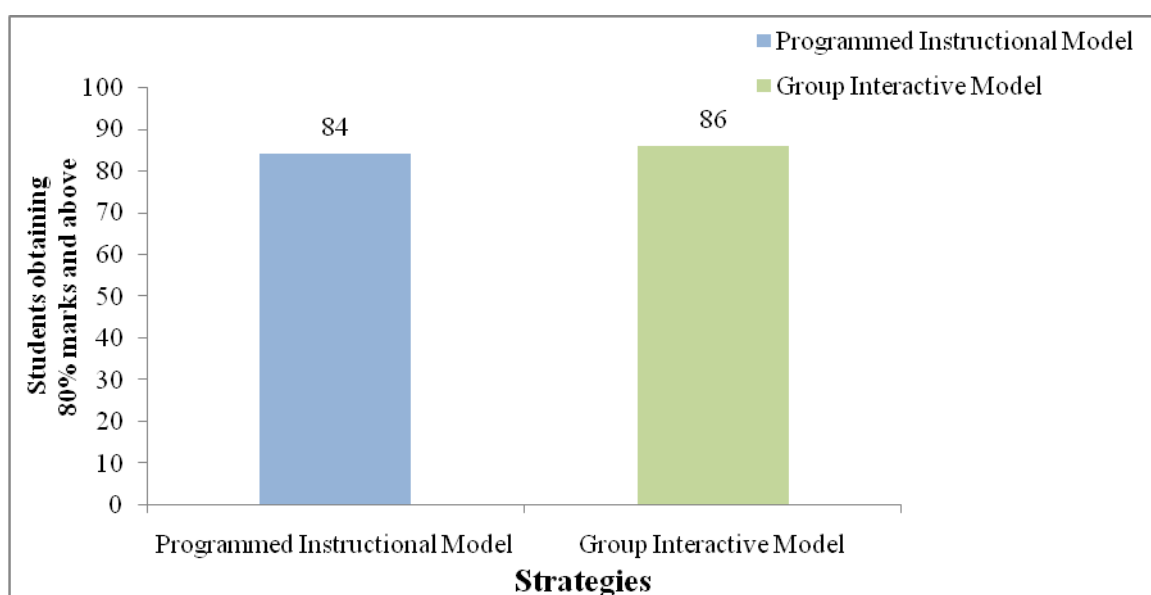 Programmed Instructional Model
Group Interactive Model
Students obtaining
80% marks and above
100
90
80
70
60
50
40
30
20
10
0
84
86
Programmed Instructional Model
Group Interactive Model
Strategies